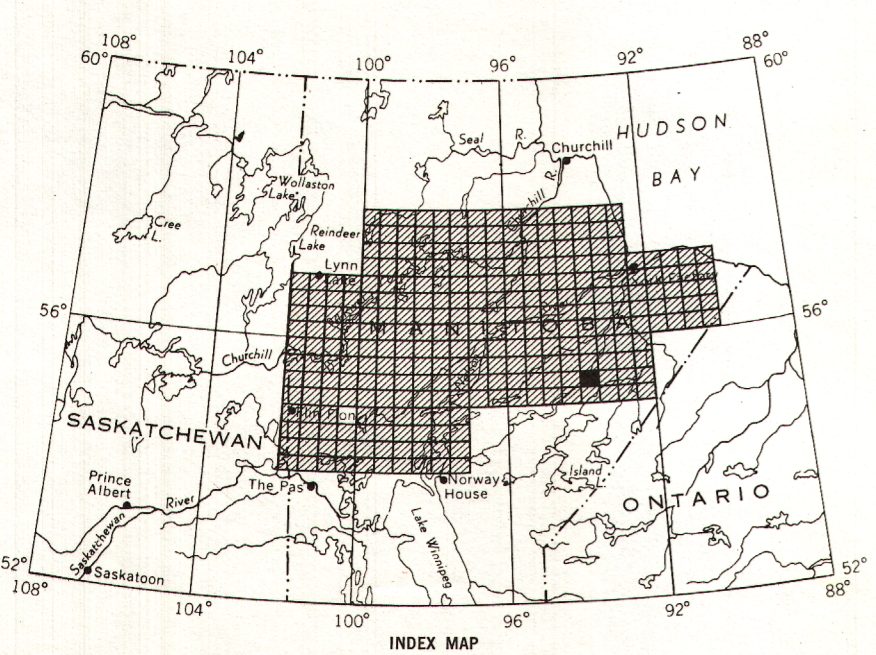 108°
104°
100°
96°
92°
88°
60°
60°
HUDSON
BAY
Seal R.
Churchill
Churchill R.
Wollaston
Lake
Cree
L.
Reindeer
Lake
Lynn
Lake
56°
56°
MANITOBA
Churchill
Nelson
Flin Flon
SASKATCHEWAN
Prince
Albert
River
Saskatchewan
The Pas
Norway
House
Island
L.
ONTARIO
Lake Winnipeg
Saskatoon
52°
52°
108°
104°
100°
96°
92°
88°
INDEX MAP